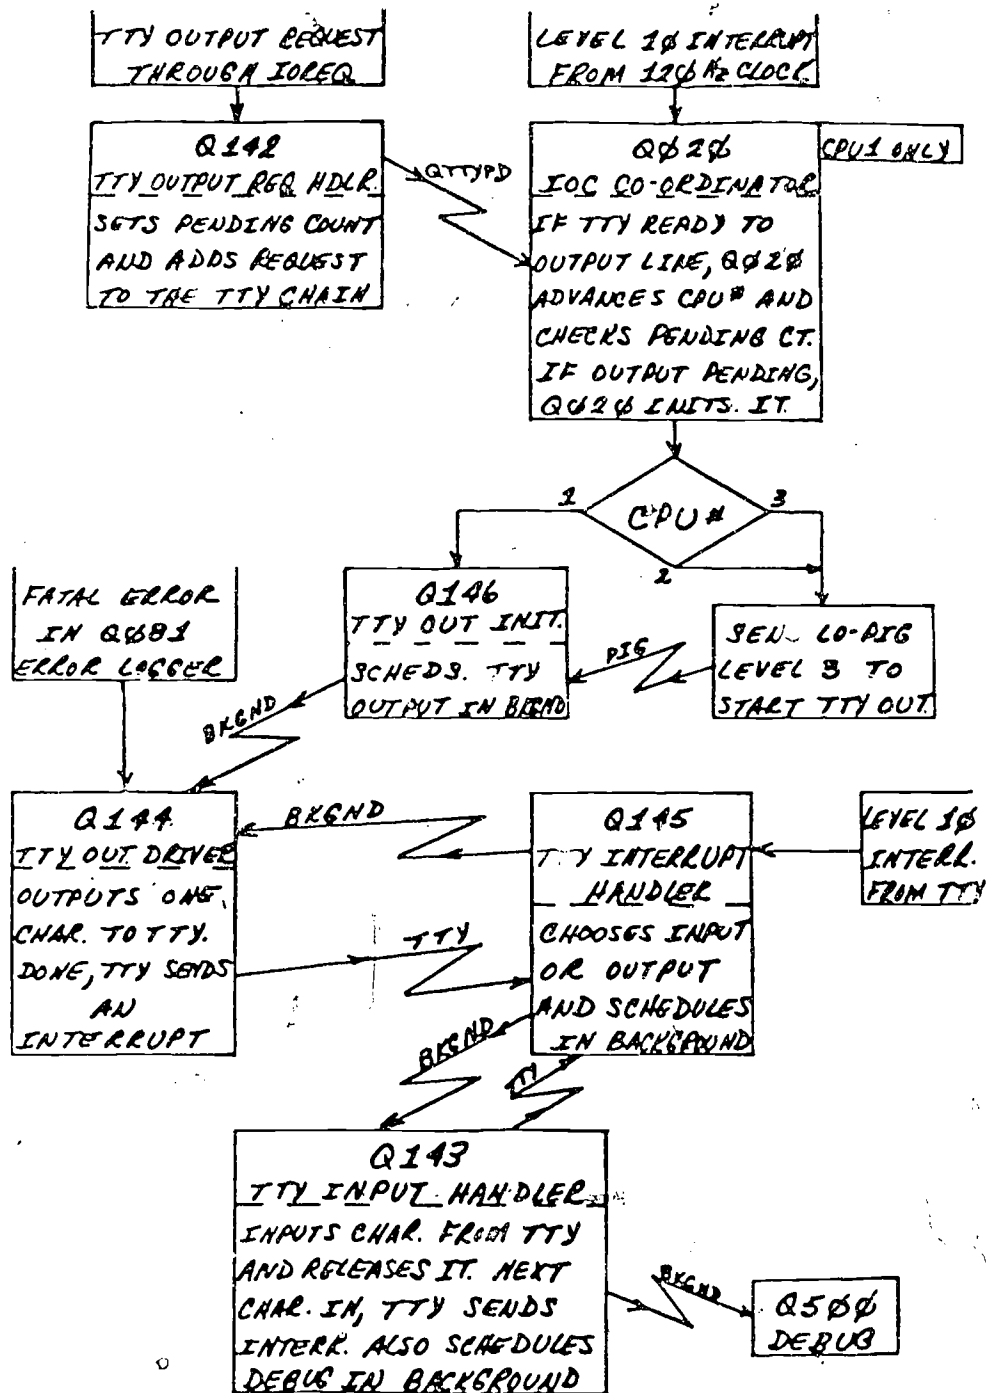 TTY OUTPUT REQUEST
THROUGH IOREQ
LEVEL 1Ø INTERRUPT
FROM 12Ø Hz CLOCK
Q142
TTY OUTPUT REQ HDLR.
SETS PENDING COUNT
AND ADDS REQUEST
TO THE TTY CHAIN
QTTYPD
QØ2Ø
IOC CO-ORDINATOR
IF TTY READY TO
OUTPUT LINE, QØ2Ø
ADVANCES CPU# AND
CHECKS PENDING CT.
IF OUTPUT PENDING,
QØ2Ø INITS. IT.
CPU1 ONLY
1
CPU#
3
2
FATAL ERROR
IN QØ81
ERROR LOGGER
Q146
TTY OUT INIT.
SCHEDS. TTY
OUTPUT IN BKGND
PIG
LO-PIG
LEVEL 3 TO
START TTY OUT.
BKGND
Q144
TTY OUT DRIVER
OUTPUTS ONE
CHAR. TO TTY.
DONE, TTY SENDS
AN
INTERRUPT
BKGND
TTY
Q145
TTY INTERRUPT
HANDLER
CHOOSES INPUT
OR OUTPUT
AND SCHEDULES
IN BACKGROUND
LEVEL 1Ø
INTERR.
FROM TTY
BKGND
TTY
Q143
TTY INPUT HANDLER
INPUTS CHAR. FROM TTY
AND RELEASES IT. NEXT
CHAR. IN, TTY SENDS
INTERR. ALSO SCHEDULES
DEBUG IN BACKGROUND
BKGND
Q5ØØ
DEBUG